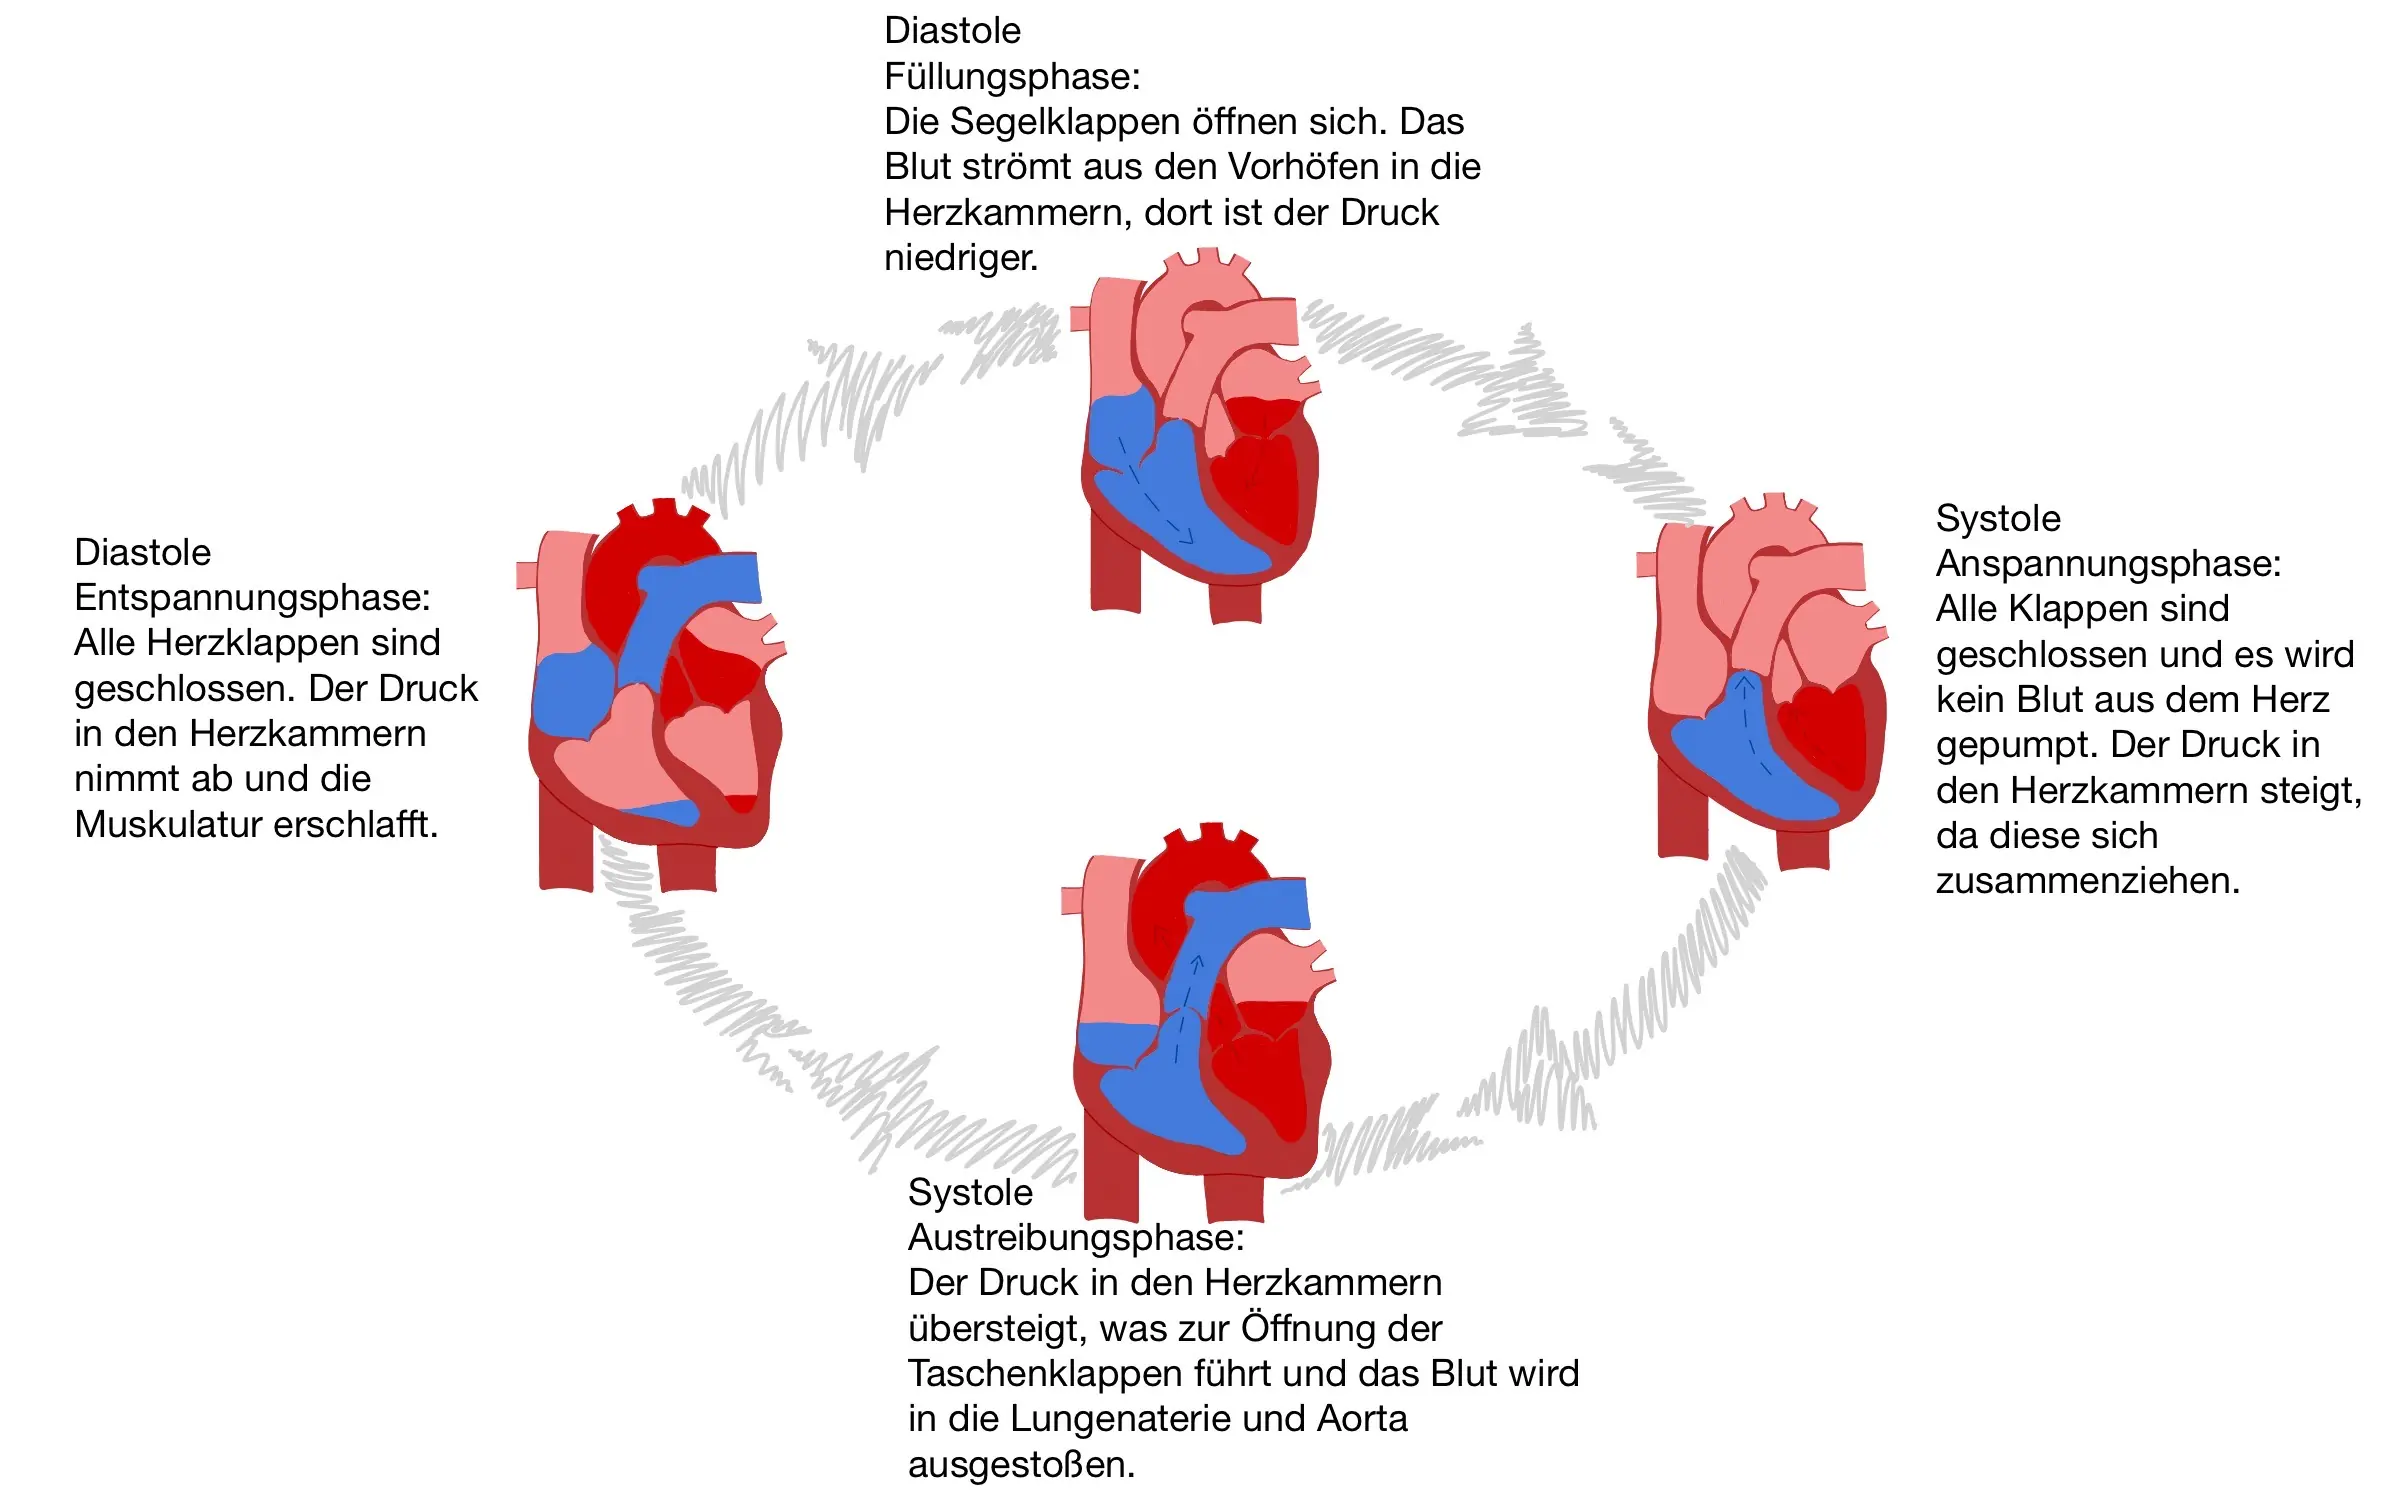 Diastole
Füllungsphase:
Die Segelklappen öffnen sich. Das
Blut strömt aus den Vorhöfen in die
Herzkammern, dort ist der Druck
niedriger.
Systole
Anspannungsphase:
Alle Klappen sind
geschlossen und es wird
kein Blut aus dem Herz
gepumpt. Der Druck in
den Herzkammern steigt,
da diese sich
zusammenziehen.
Systole
Austreibungsphase:
Der Druck in den Herzkammern
übersteigt, was zur Öffnung der
Taschenklappen führt und das Blut wird
in die Lungenaterie und Aorta
ausgestoßen.
Diastole
Entspannungsphase:
Alle Herzklappen sind
geschlossen. Der Druck
in den Herzkammern
nimmt ab und die
Muskulatur erschlafft.